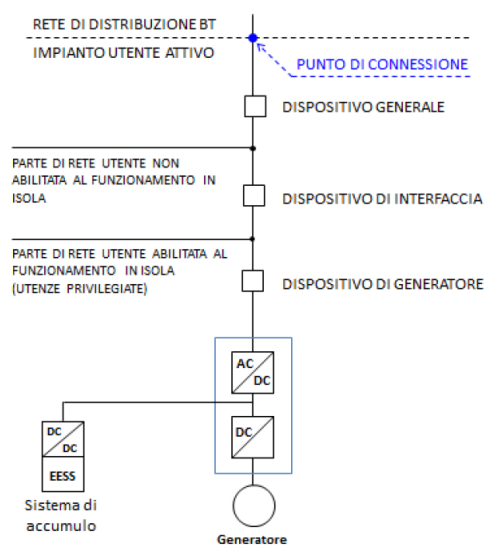 RETE DI DISTRIBUZIONE BT
IMPIANTO UTENTE ATTIVO
PUNTO DI CONNESSIONE
DISPOSITIVO GENERALE
PARTE DI RETE UTENTE NON
ABILITATA AL FUNZIONAMENTO IN
ISOLA
DISPOSITIVO DI INTERFACCIA
PARTE DI RETE UTENTE ABILITATA AL
FUNZIONAMENTO IN ISOLA
(UTENZE PRIVILEGIATE)
DISPOSITIVO DI GENERATORE
AC
DC
DC
DC
DC
EESS
Sistema di
accumulo
Generatore